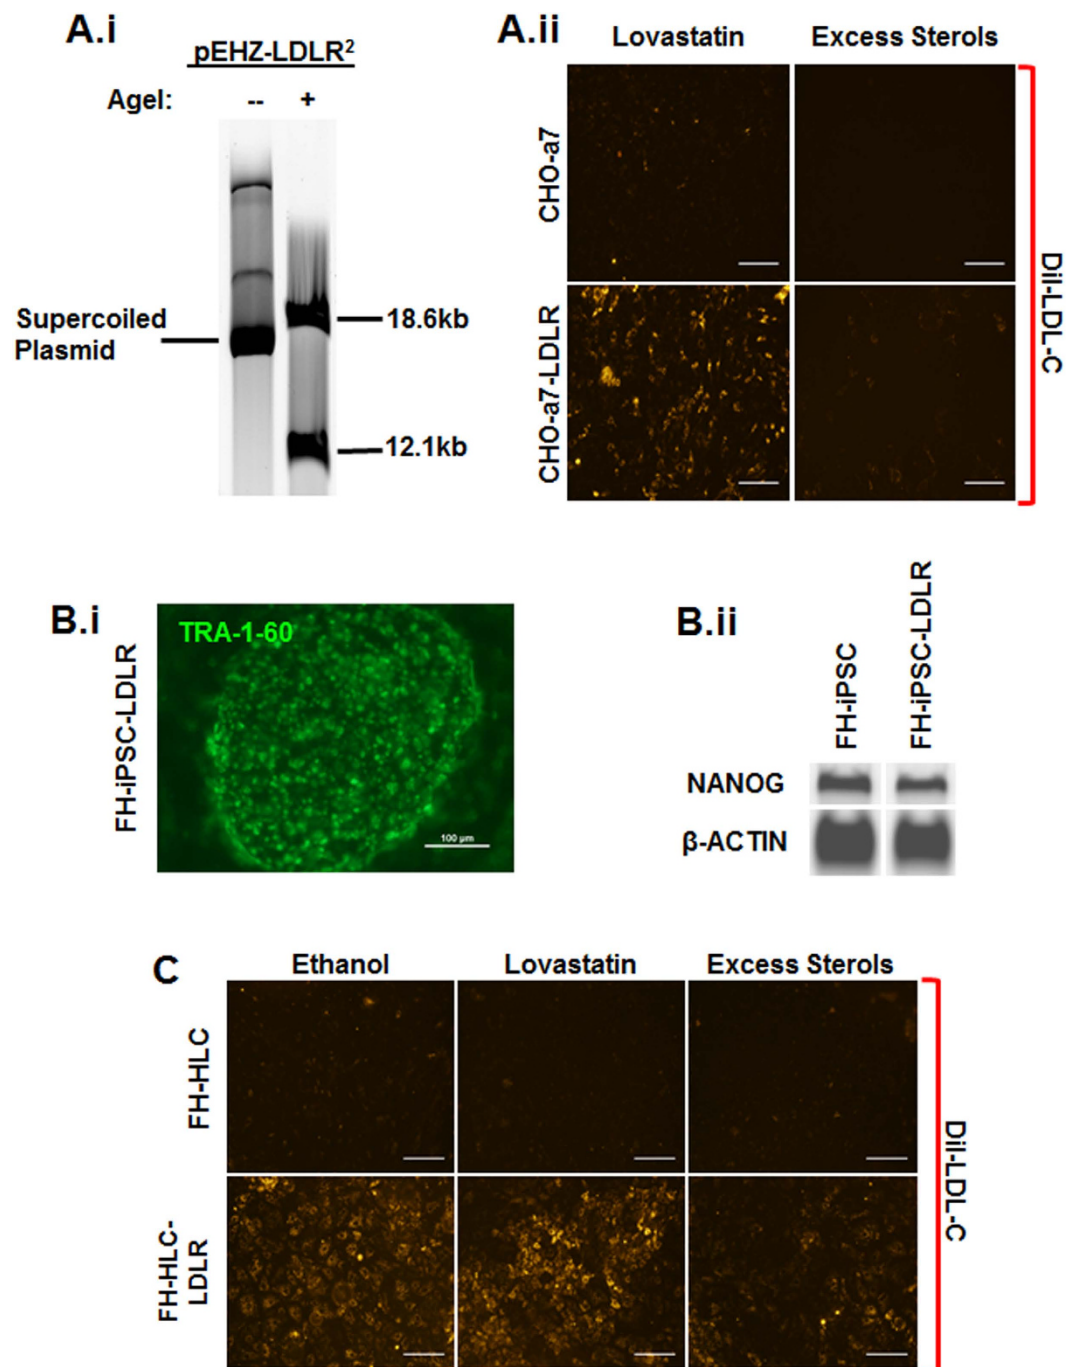 A.i
pEHZ-LDLR²
AgeI: -- +
Supercoiled
Plasmid
18.6kb
12.1kb
A.ii
Lovastatin Excess Sterols
CHO-a7
CHO-a7-LDLR
DiI-LDL-C
B.i
FH-iPSC-LDLR
TRA-1-60
100 µm
B.ii
FH-iPSC
FH-iPSC-LDLR
NANOG
β-ACTIN
C
Ethanol Lovastatin Excess Sterols
FH-HLC
FH-HLC-
LDLR
DiI-LDL-C